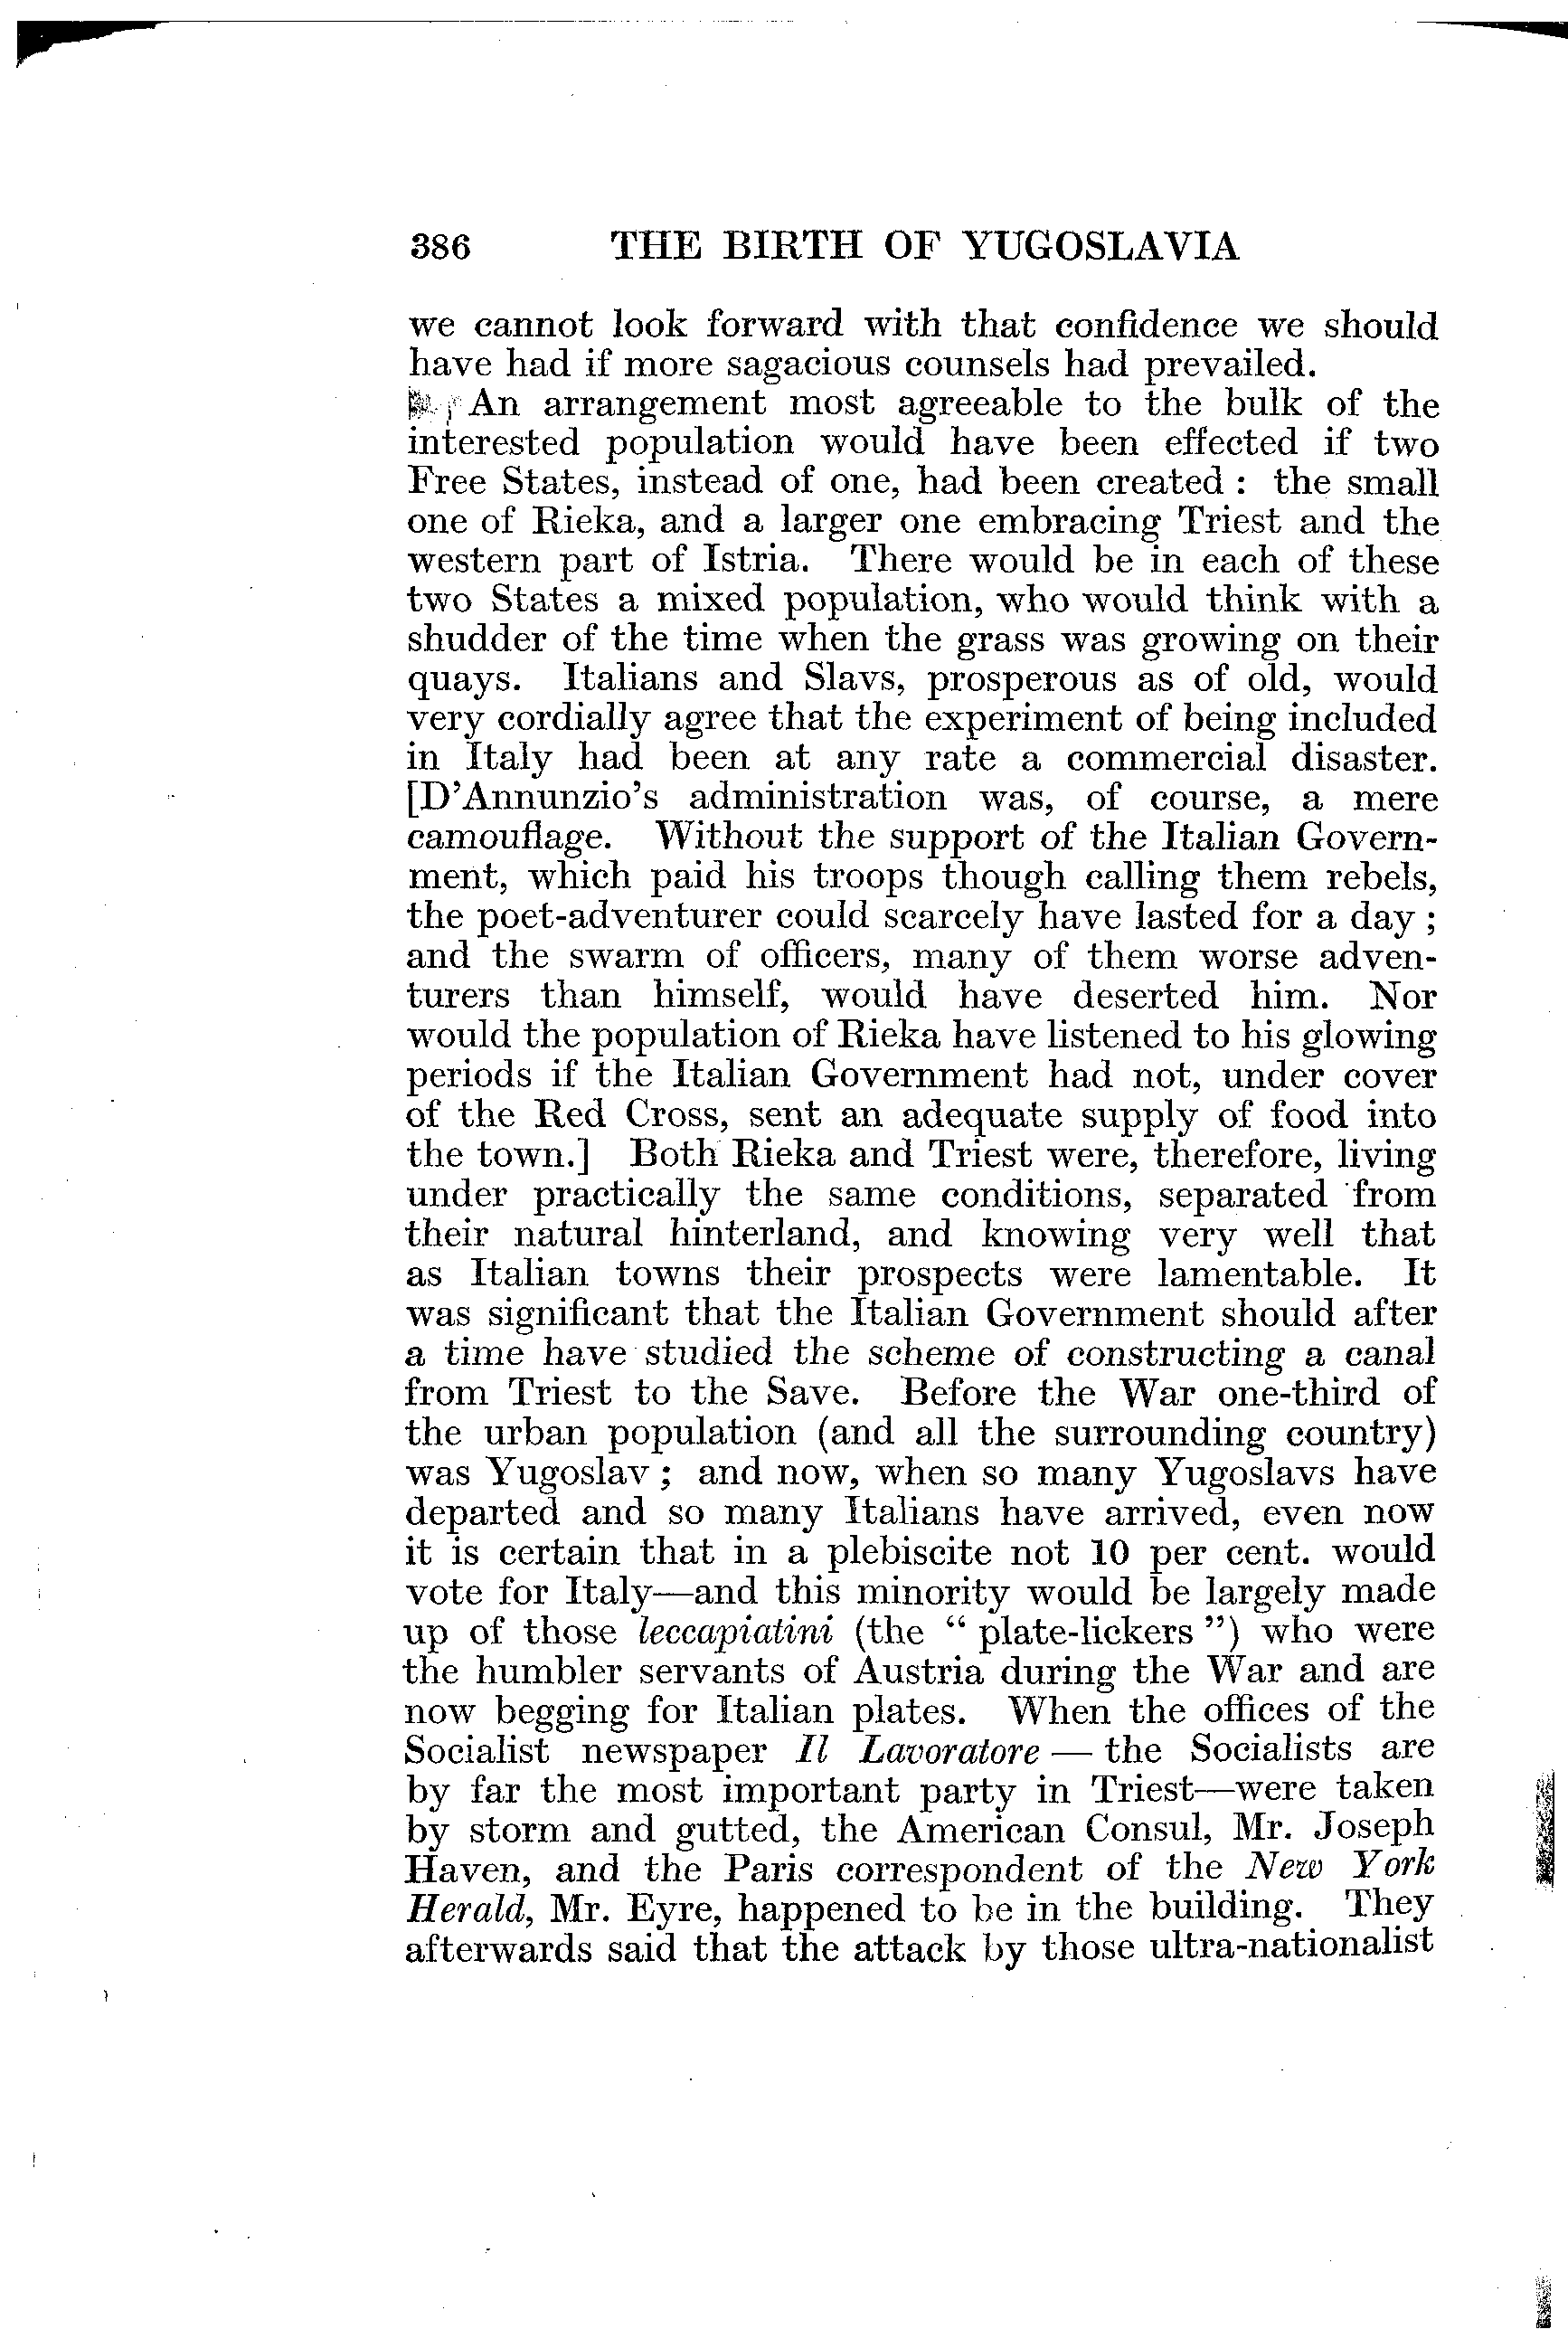 386 THE BIRTH OF YUGOSLAVIA
we cannot look forward with that confidence we should
have had if more sagacious counsels had prevailed.
An arrangement most agreeable to the bulk of the
interested population would have been effected if two
Free States, instead of one, had been created : the small
one of Rieka, and a larger one embracing Triest and the
western part of Istria. There would be in each of these
two States a mixed population, who would think with a
shudder of the time when the grass was growing on their
quays. Italians and Slavs, prosperous as of old, would
very cordially agree that the experiment of being included
in Italy had been at any rate a commercial disaster.
[D'Annunzio's administration was, of course, a mere
camouflage. Without the support of the Italian Govern-
ment, which paid his troops though calling them rebels,
the poet-adventurer could scarcely have lasted for a day ;
and the swarm of officers, many of them worse adven-
turers than himself, would have deserted him. Nor
would the population of Rieka have listened to his glowing
periods if the Italian Government had not, under cover
of the Red Cross, sent an adequate supply of food into
the town.] Both Rieka and Triest were, therefore, living
under practically the same conditions, separated from
their natural hinterland, and knowing very well that
as Italian towns their prospects were lamentable. It
was significant that the Italian Government should after
a time have studied the scheme of constructing a canal
from Triest to the Save. Before the War one-third of
the urban population (and all the surrounding country)
was Yugoslav ; and now, when so many Yugoslavs have
departed and so many Italians have arrived, even now
it is certain that in a plebiscite not 10 per cent. would
vote for Italy—and this minority would be largely made
up of those leccapiatini (the " plate-lickers ") who were
the humbler servants of Austria during the War and are
now begging for Italian plates. When the offices of the
Socialist newspaper Il Lavoratore — the Socialists are
by far the most important party in Triest—were taken
by storm and gutted, the American Consul, Mr. Joseph
Haven, and the Paris correspondent of the New York
Herald, Mr. Eyre, happened to be in the building. They
afterwards said that the attack by those ultra-nationalist